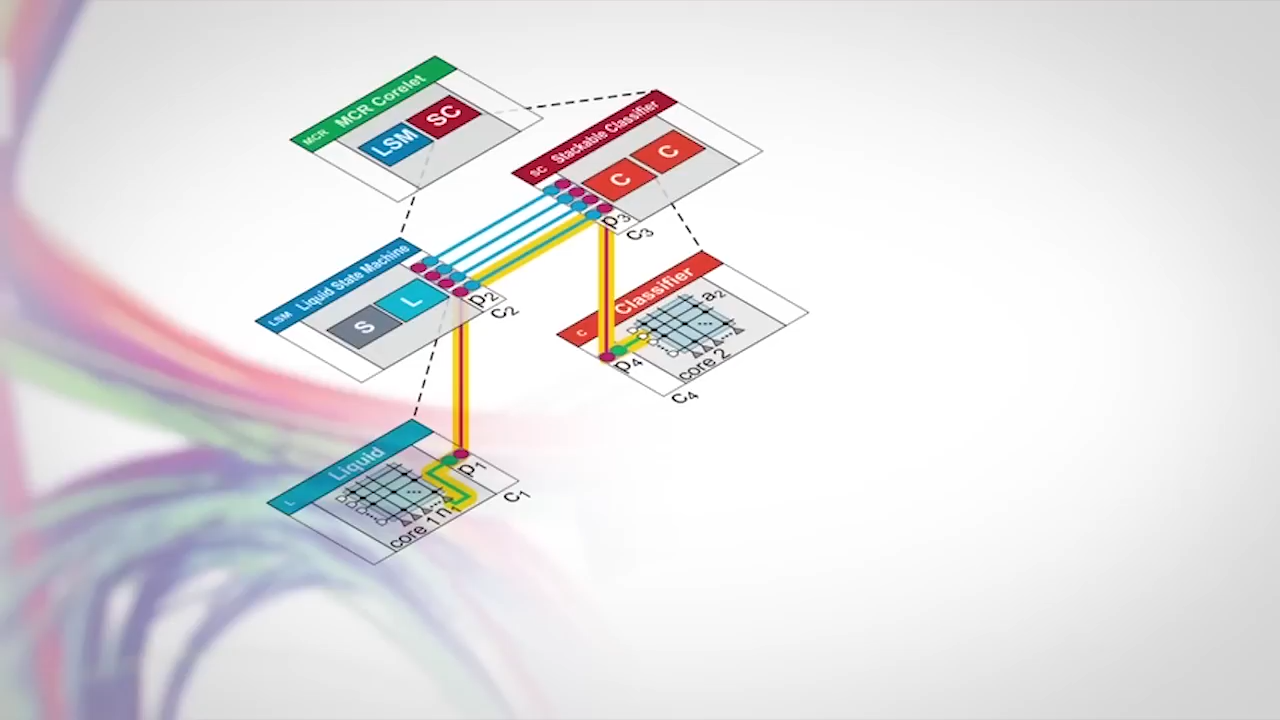 MCR MCR Corelet
LSM SC
SC Stackable Classifier
C C
p3
c3
LSM Liquid State Machine
S L
p2
c2
C Classifier
a2
core 2
p4
c4
L Liquid
p1
core 1 n1
c1